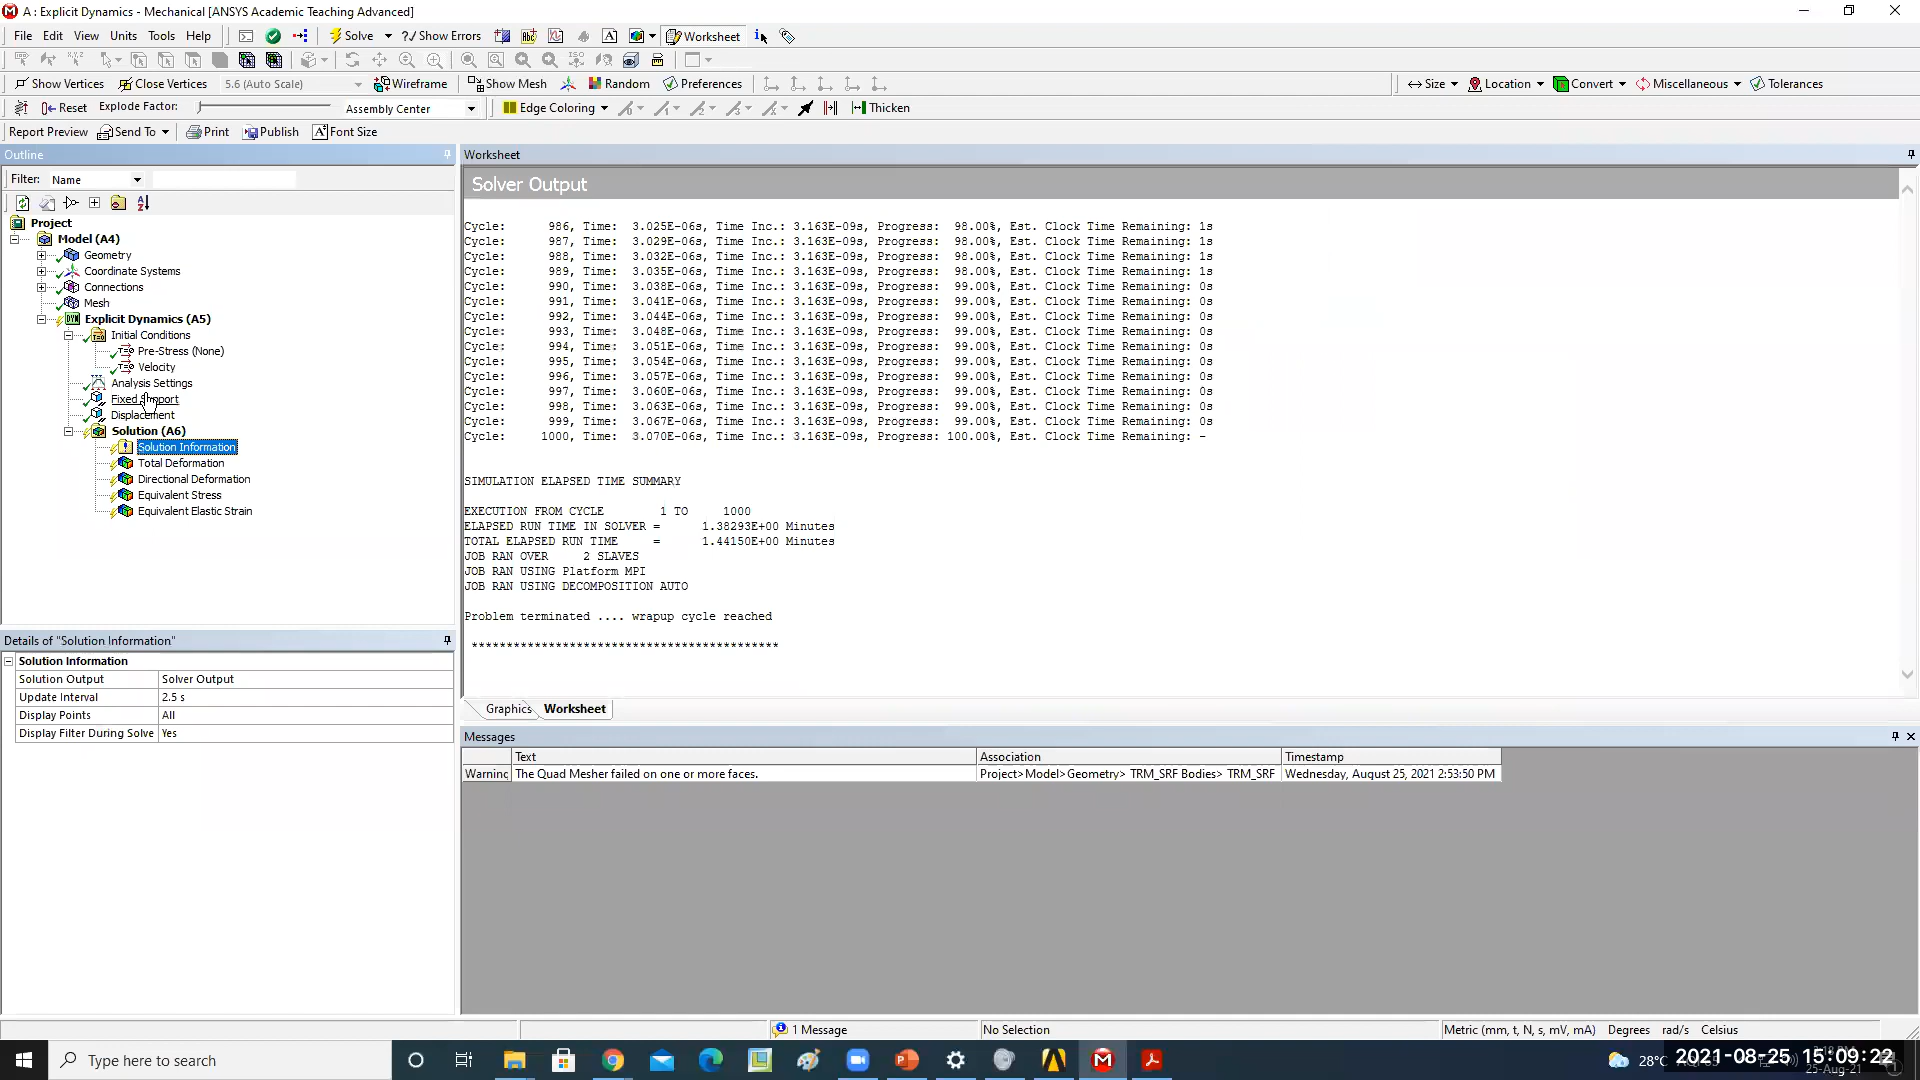 A : Explicit Dynamics - Mechanical [ANSYS Academic Teaching Advanced]
File Edit View Units Tools Help Solve ?/ Show Errors Worksheet
Show Vertices Close Vertices 5.6 (Auto Scale) Wireframe Show Mesh Random Preferences Size Location Convert Miscellaneous Tolerances
Reset Explode Factor: Assembly Center Edge Coloring Thicken
Report Preview Send To Print Publish Font Size
Outline
Filter: Name
Project
Model (A4)
Geometry
Coordinate Systems
Connections
Mesh
Explicit Dynamics (A5)
Initial Conditions
Pre-Stress (None)
Velocity
Analysis Settings
Fixed Support
Displacement
Solution (A6)
Solution Information
Total Deformation
Directional Deformation
Equivalent Stress
Equivalent Elastic Strain
Details of "Solution Information"
Solution Information
Solution Output Solver Output
Update Interval 2.5 s
Display Points All
Display Filter During Solve Yes
Worksheet
Solver Output
Cycle: 986, Time: 3.025E-06s, Time Inc.: 3.163E-09s, Progress: 98.00%, Est. Clock Time Remaining: 1s
Cycle: 987, Time: 3.029E-06s, Time Inc.: 3.163E-09s, Progress: 98.00%, Est. Clock Time Remaining: 1s
Cycle: 988, Time: 3.032E-06s, Time Inc.: 3.163E-09s, Progress: 98.00%, Est. Clock Time Remaining: 1s
Cycle: 989, Time: 3.035E-06s, Time Inc.: 3.163E-09s, Progress: 98.00%, Est. Clock Time Remaining: 1s
Cycle: 990, Time: 3.038E-06s, Time Inc.: 3.163E-09s, Progress: 99.00%, Est. Clock Time Remaining: 0s
Cycle: 991, Time: 3.041E-06s, Time Inc.: 3.163E-09s, Progress: 99.00%, Est. Clock Time Remaining: 0s
Cycle: 992, Time: 3.044E-06s, Time Inc.: 3.163E-09s, Progress: 99.00%, Est. Clock Time Remaining: 0s
Cycle: 993, Time: 3.048E-06s, Time Inc.: 3.163E-09s, Progress: 99.00%, Est. Clock Time Remaining: 0s
Cycle: 994, Time: 3.051E-06s, Time Inc.: 3.163E-09s, Progress: 99.00%, Est. Clock Time Remaining: 0s
Cycle: 995, Time: 3.054E-06s, Time Inc.: 3.163E-09s, Progress: 99.00%, Est. Clock Time Remaining: 0s
Cycle: 996, Time: 3.057E-06s, Time Inc.: 3.163E-09s, Progress: 99.00%, Est. Clock Time Remaining: 0s
Cycle: 997, Time: 3.060E-06s, Time Inc.: 3.163E-09s, Progress: 99.00%, Est. Clock Time Remaining: 0s
Cycle: 998, Time: 3.063E-06s, Time Inc.: 3.163E-09s, Progress: 99.00%, Est. Clock Time Remaining: 0s
Cycle: 999, Time: 3.067E-06s, Time Inc.: 3.163E-09s, Progress: 99.00%, Est. Clock Time Remaining: 0s
Cycle: 1000, Time: 3.070E-06s, Time Inc.: 3.163E-09s, Progress: 100.00%, Est. Clock Time Remaining: -
SIMULATION ELAPSED TIME SUMMARY
EXECUTION FROM CYCLE 1 TO 1000
ELAPSED RUN TIME IN SOLVER = 1.38293E+00 Minutes
TOTAL ELAPSED RUN TIME = 1.44150E+00 Minutes
JOB RAN OVER 2 SLAVES
JOB RAN USING Platform MPI
JOB RAN USING DECOMPOSITION AUTO
Problem terminated .... wrapup cycle reached
********************************************
Graphics Worksheet
Messages
Text Association Timestamp
Warning The Quad Mesher failed on one or more faces. Project>Model>Geometry> TRM_SRF Bodies> TRM_SRF Wednesday, August 25, 2021 2:53:50 PM
1 Message No Selection Metric (mm, t, N, s, mV, mA) Degrees rad/s Celsius
Type here to search 28°C 2021-08-25 15:09:22
25-Aug-21